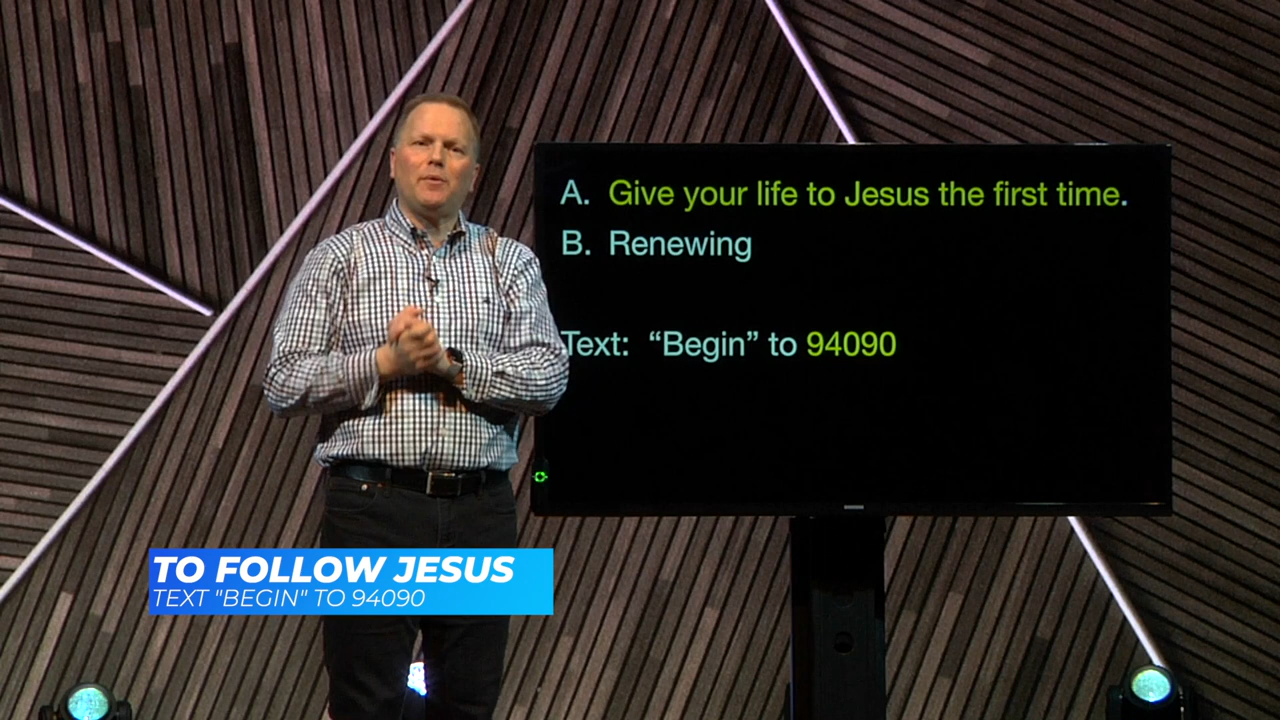 A. Give your life to Jesus the first time.
B. Renewing
Text: “Begin” to 94090
TO FOLLOW JESUS
TEXT "BEGIN" TO 94090